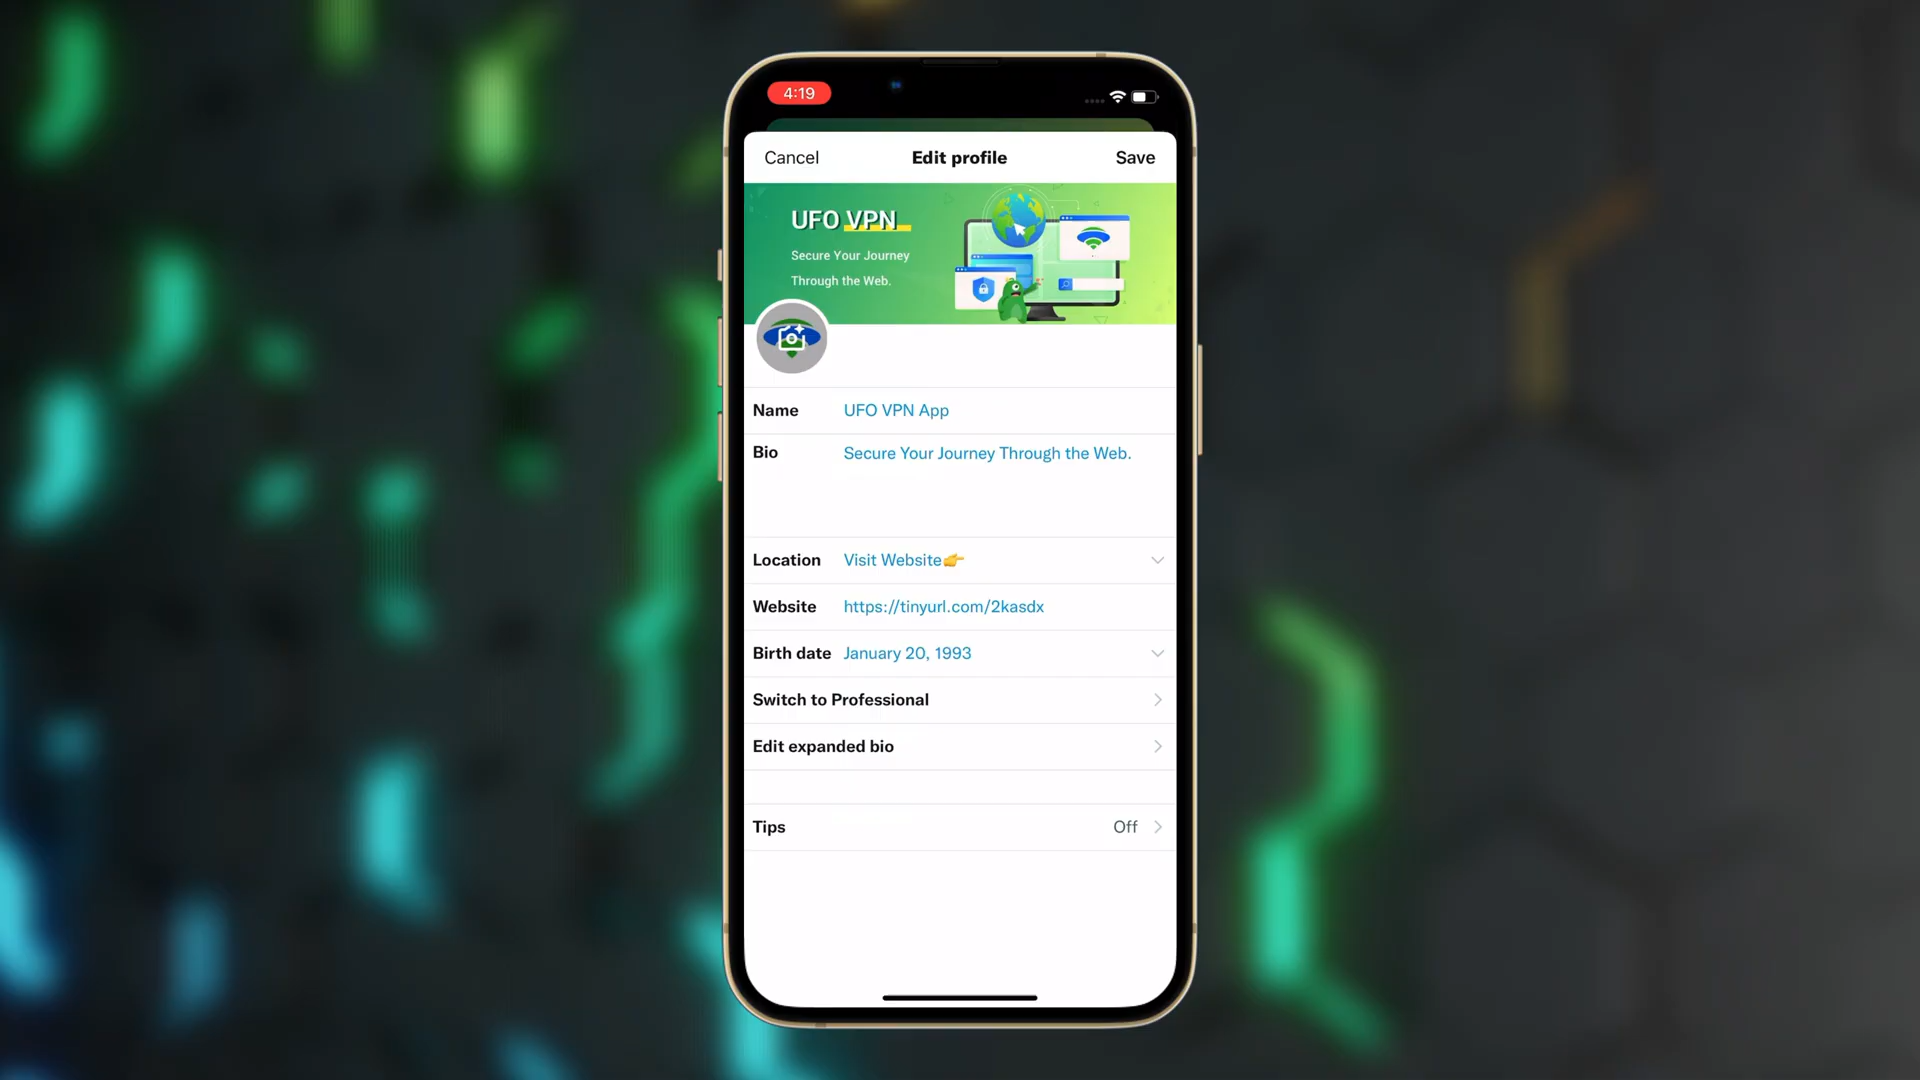 4:19
Cancel Edit profile Save
UFO VPN
Secure Your Journey
Through the Web.
Name UFO VPN App
Bio Secure Your Journey Through the Web.
Location Visit Website👉
Website https://tinyurl.com/2kasdx
Birth date January 20, 1993
Switch to Professional
Edit expanded bio
Tips Off